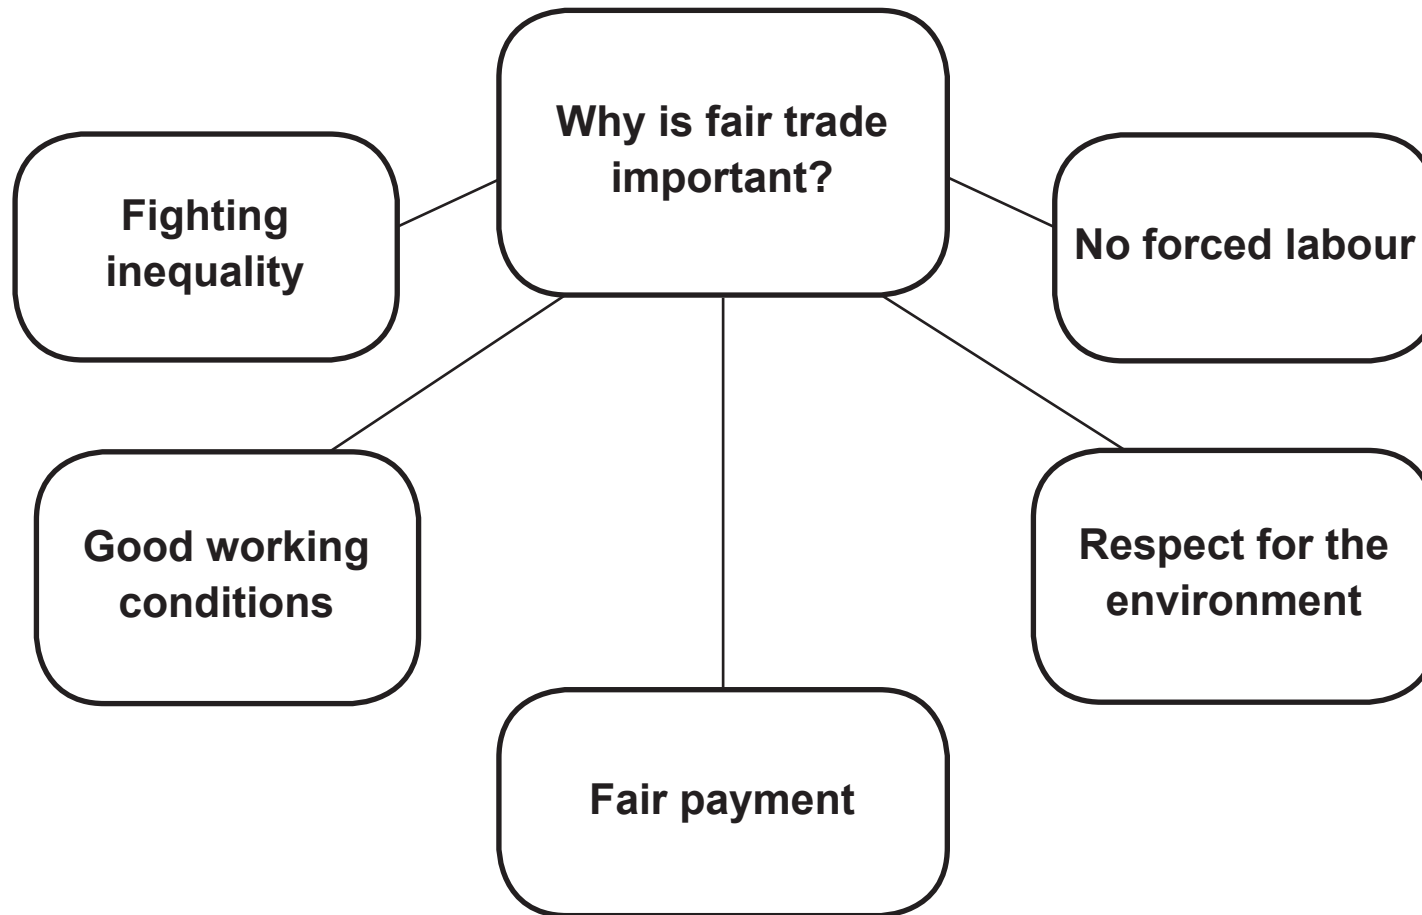 Why is fair trade
important?
Fighting
inequality
No forced labour
Good working
conditions
Respect for the
environment
Fair payment